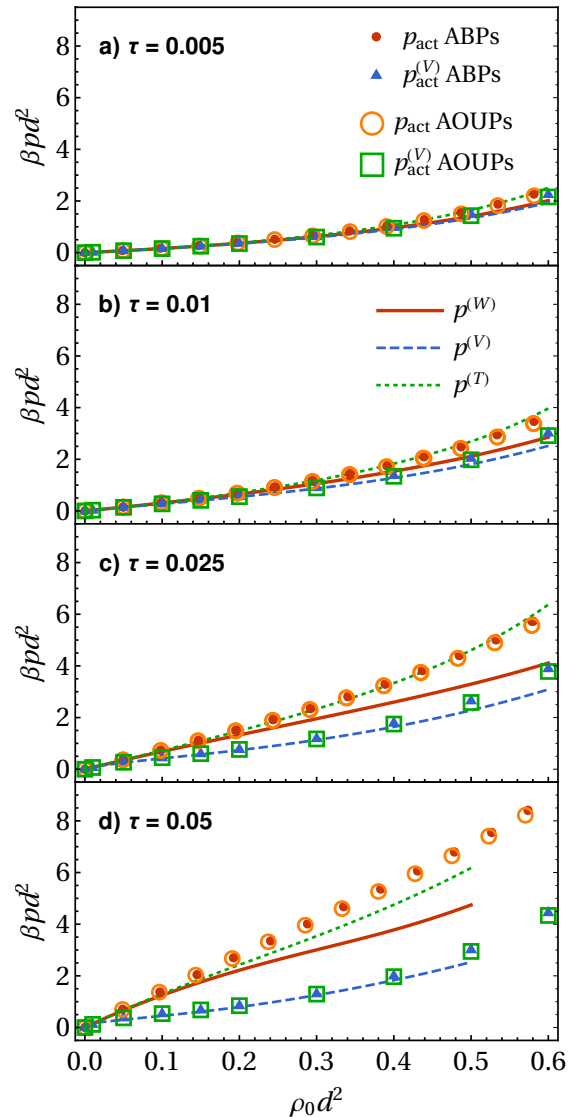 a) τ = 0.005
p_act ABPs
p_act^(V) ABPs
p_act AOUPs
p_act^(V) AOUPs
βpd²
8
6
4
2
0
b) τ = 0.01
p^(W)
p^(V)
p^(T)
βpd²
8
6
4
2
0
c) τ = 0.025
βpd²
8
6
4
2
0
d) τ = 0.05
βpd²
8
6
4
2
0
0.0 0.1 0.2 0.3 0.4 0.5 0.6
ρ₀d²